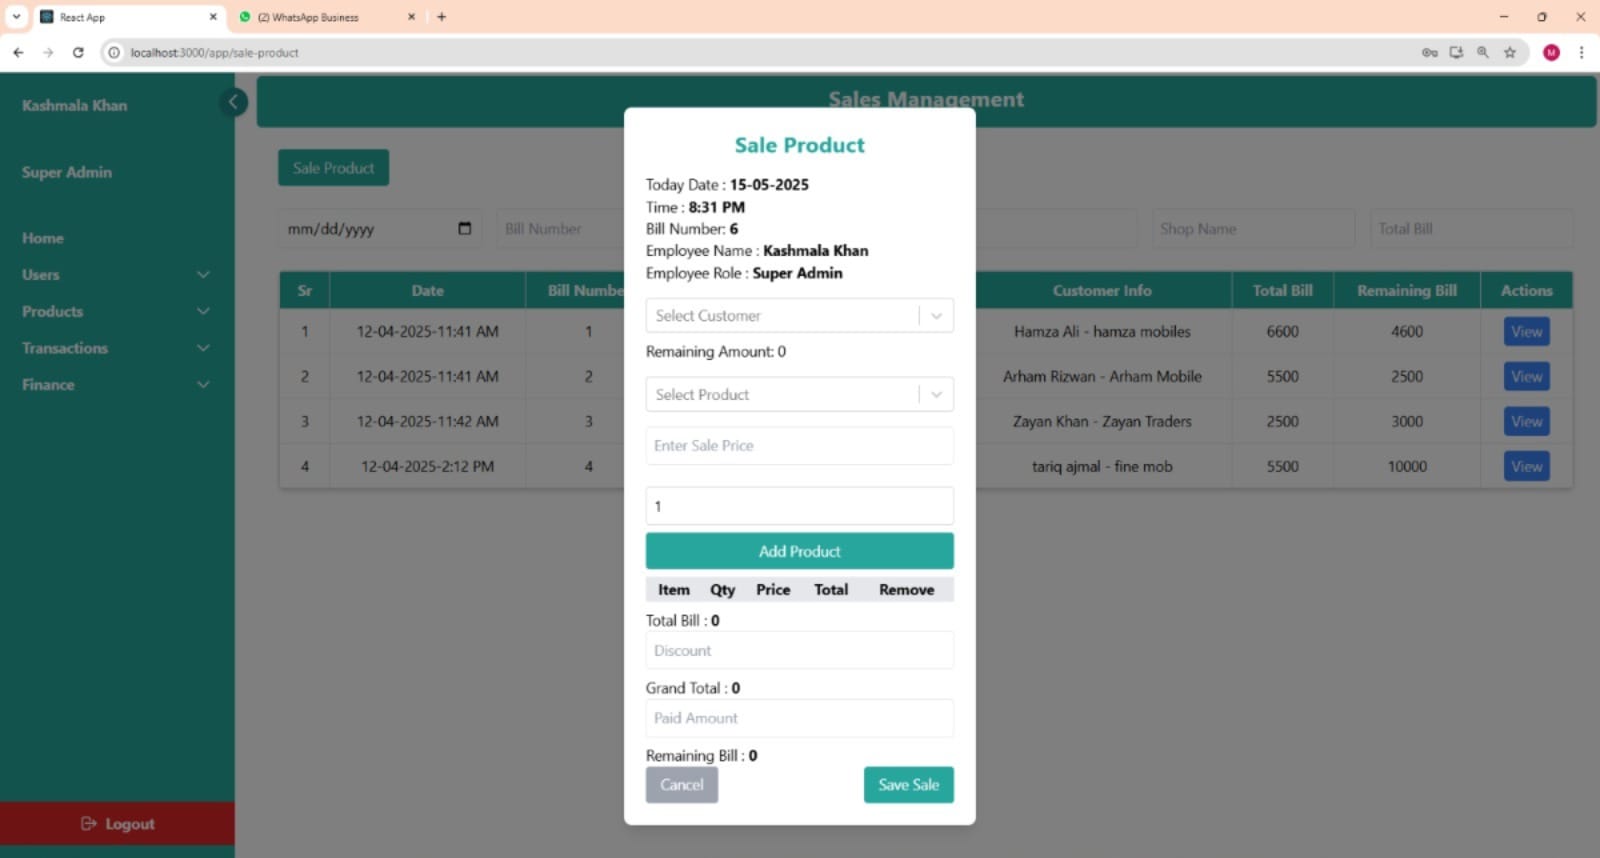 React App
(2) WhatsApp Business
localhost:3000/app/sale-product
M
Kashmala Khan
Super Admin
Home
Users
Products
Transactions
Finance
Logout
Sales Management
Sale Product
mm/dd/yyyy Bill Number Shop Name Total Bill
Sr Date Bill Numbe Customer Info Total Bill Remaining Bill Actions
1 12-04-2025-11:41 AM 1 Hamza Ali - hamza mobiles 6600 4600 View
2 12-04-2025-11:41 AM 2 Arham Rizwan - Arham Mobile 5500 2500 View
3 12-04-2025-11:42 AM 3 Zayan Khan - Zayan Traders 2500 3000 View
4 12-04-2025-2:12 PM 4 tariq ajmal - fine mob 5500 10000 View
Sale Product
Today Date : 15-05-2025
Time : 8:31 PM
Bill Number: 6
Employee Name : Kashmala Khan
Employee Role : Super Admin
Select Customer
Remaining Amount: 0
Select Product
Enter Sale Price
1
Add Product
Item Qty Price Total Remove
Total Bill : 0
Discount
Grand Total : 0
Paid Amount
Remaining Bill : 0
Cancel Save Sale